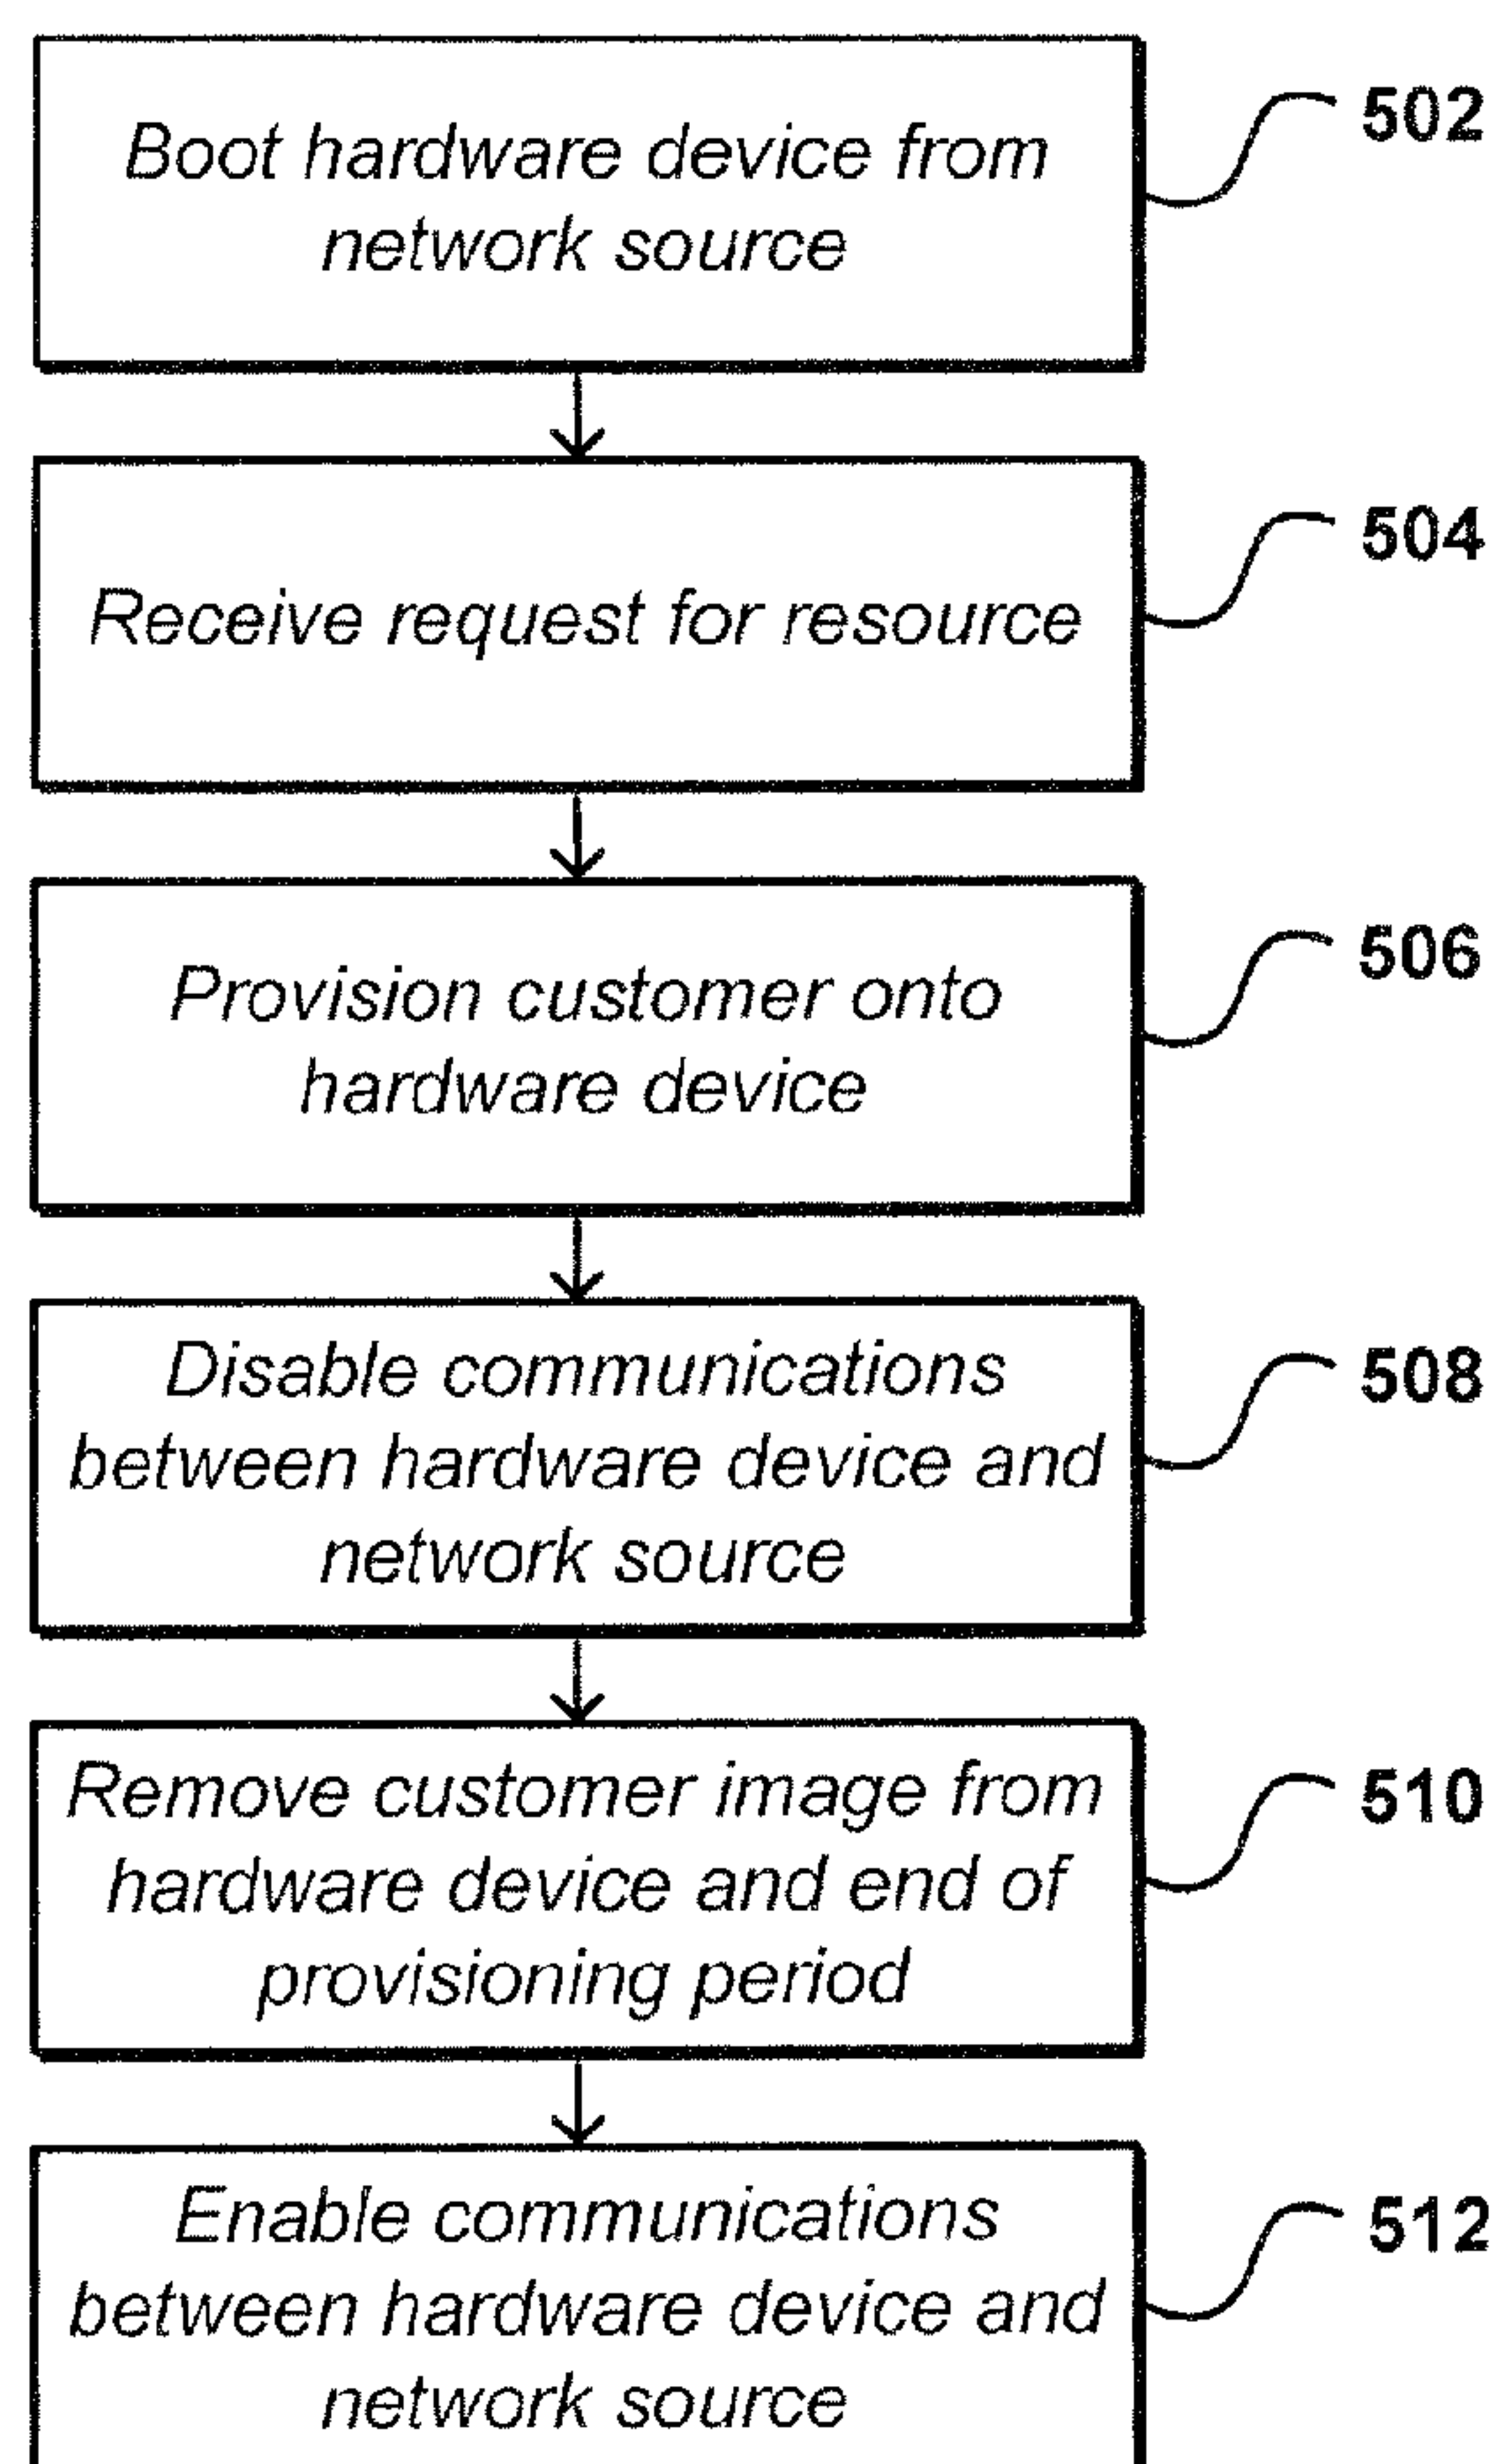 Boot hardware device from
network source
502
Receive request for resource
504
Provision customer onto
hardware device
506
Disable communications
between hardware device and
network source
508
Remove customer image from
hardware device and end of
provisioning period
510
Enable communications
between hardware device and
network source
512